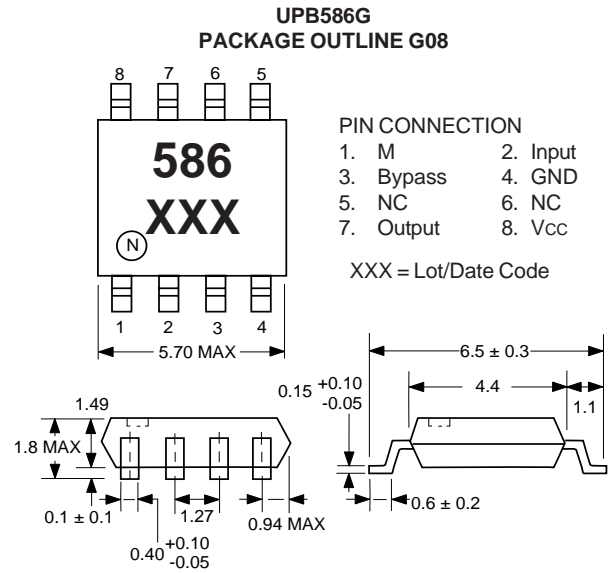 UPB586G
PACKAGE OUTLINE G08
8 7 6 5
586
XXX
N
1 2 3 4
5.70 MAX
PIN CONNECTION
1. M 2. Input
3. Bypass 4. GND
5. NC 6. NC
7. Output 8. VCC
XXX = Lot/Date Code
1.49
1.8 MAX
0.1 ± 0.1
0.40 +0.10 -0.05
1.27
0.94 MAX
6.5 ± 0.3
4.4
1.1
0.15 +0.10 -0.05
0.6 ± 0.2